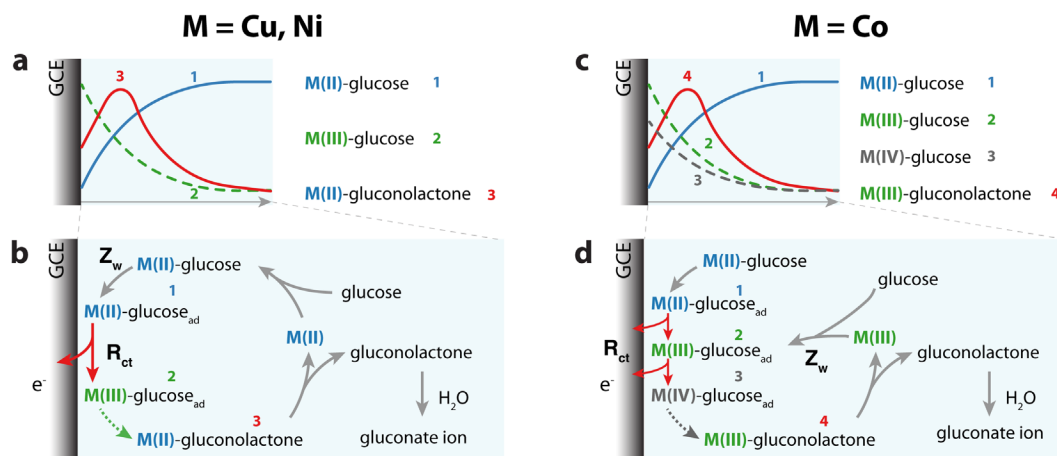 M = Cu, Ni
M = Co
a
GCE
1
3
2
M(II)-glucose 1
M(III)-glucose 2
M(II)-gluconolactone 3
c
GCE
4
1
2
3
M(II)-glucose 1
M(III)-glucose 2
M(IV)-glucose 3
M(III)-gluconolactone 4
b
GCE
Zw
M(II)-glucose
glucose
1
M(II)-glucosead
M(II)
Rct
gluconolactone
e-
2
M(III)-glucosead
H2O
3
M(II)-gluconolactone
gluconate ion
d
GCE
M(II)-glucose
glucose
1
M(II)-glucosead
2
M(III)
Rct
M(III)-glucosead
Zw
gluconolactone
e-
3
M(IV)-glucosead
H2O
4
M(III)-gluconolactone
gluconate ion